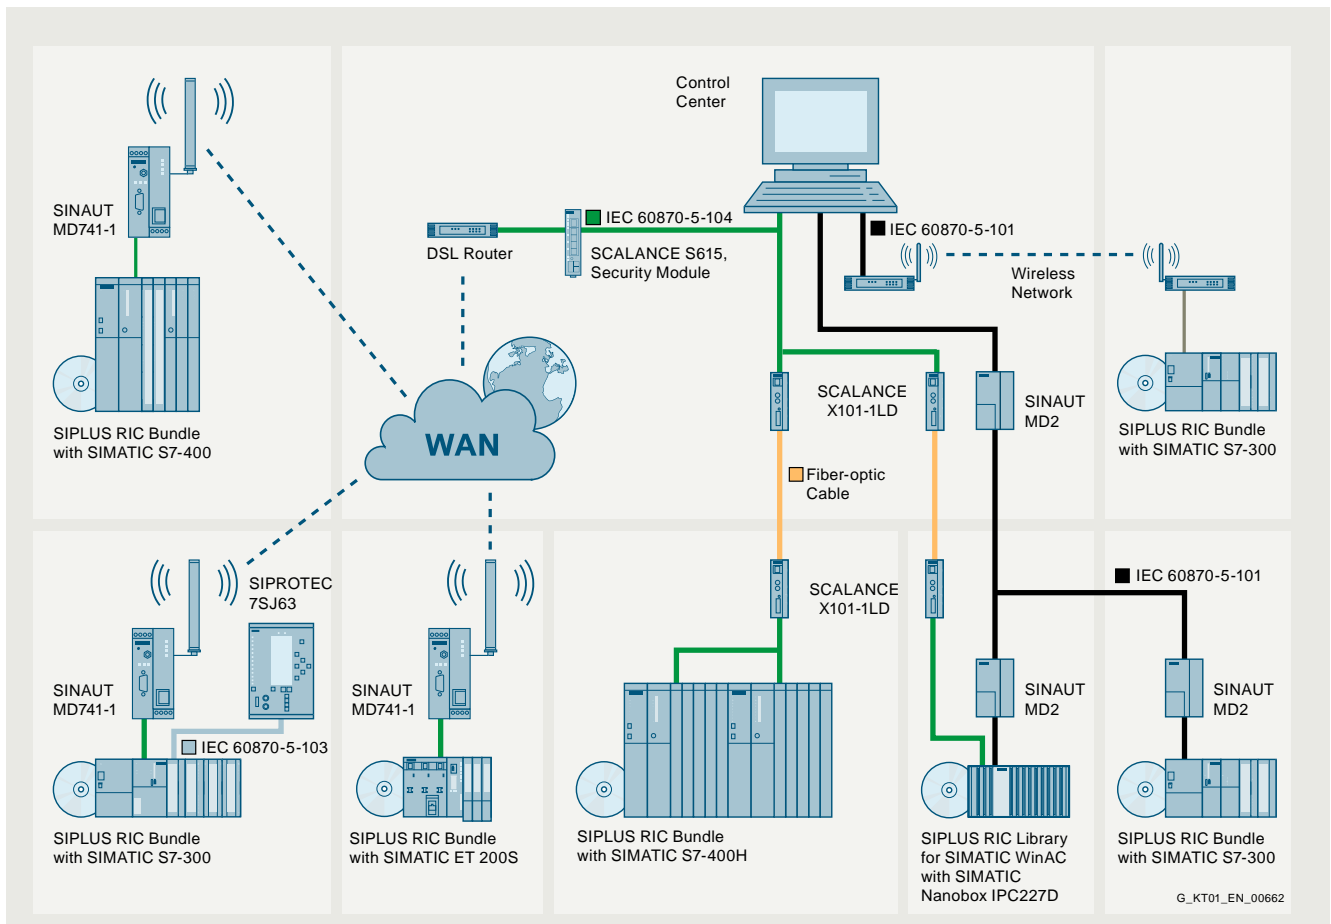 Control
Center
SINAUT
MD741-1
IEC 60870-5-104
IEC 60870-5-101
DSL Router
SCALANCE S615,
Security Module
Wireless
Network
SCALANCE
X101-1LD
SINAUT
MD2
SIPLUS RIC Bundle
with SIMATIC S7-400
SIPLUS RIC Bundle
with SIMATIC S7-300
WAN
Fiber-optic
Cable
SIPROTEC
7SJ63
SCALANCE
X101-1LD
IEC 60870-5-101
SINAUT
MD741-1
SINAUT
MD741-1
SINAUT
MD2
SINAUT
MD2
IEC 60870-5-103
SIPLUS RIC Bundle
with SIMATIC S7-300
SIPLUS RIC Bundle
with SIMATIC ET 200S
SIPLUS RIC Bundle
with SIMATIC S7-400H
SIPLUS RIC Library
for SIMATIC WinAC
with SIMATIC
Nanobox IPC227D
SIPLUS RIC Bundle
with SIMATIC S7-300
G_KT01_EN_00662